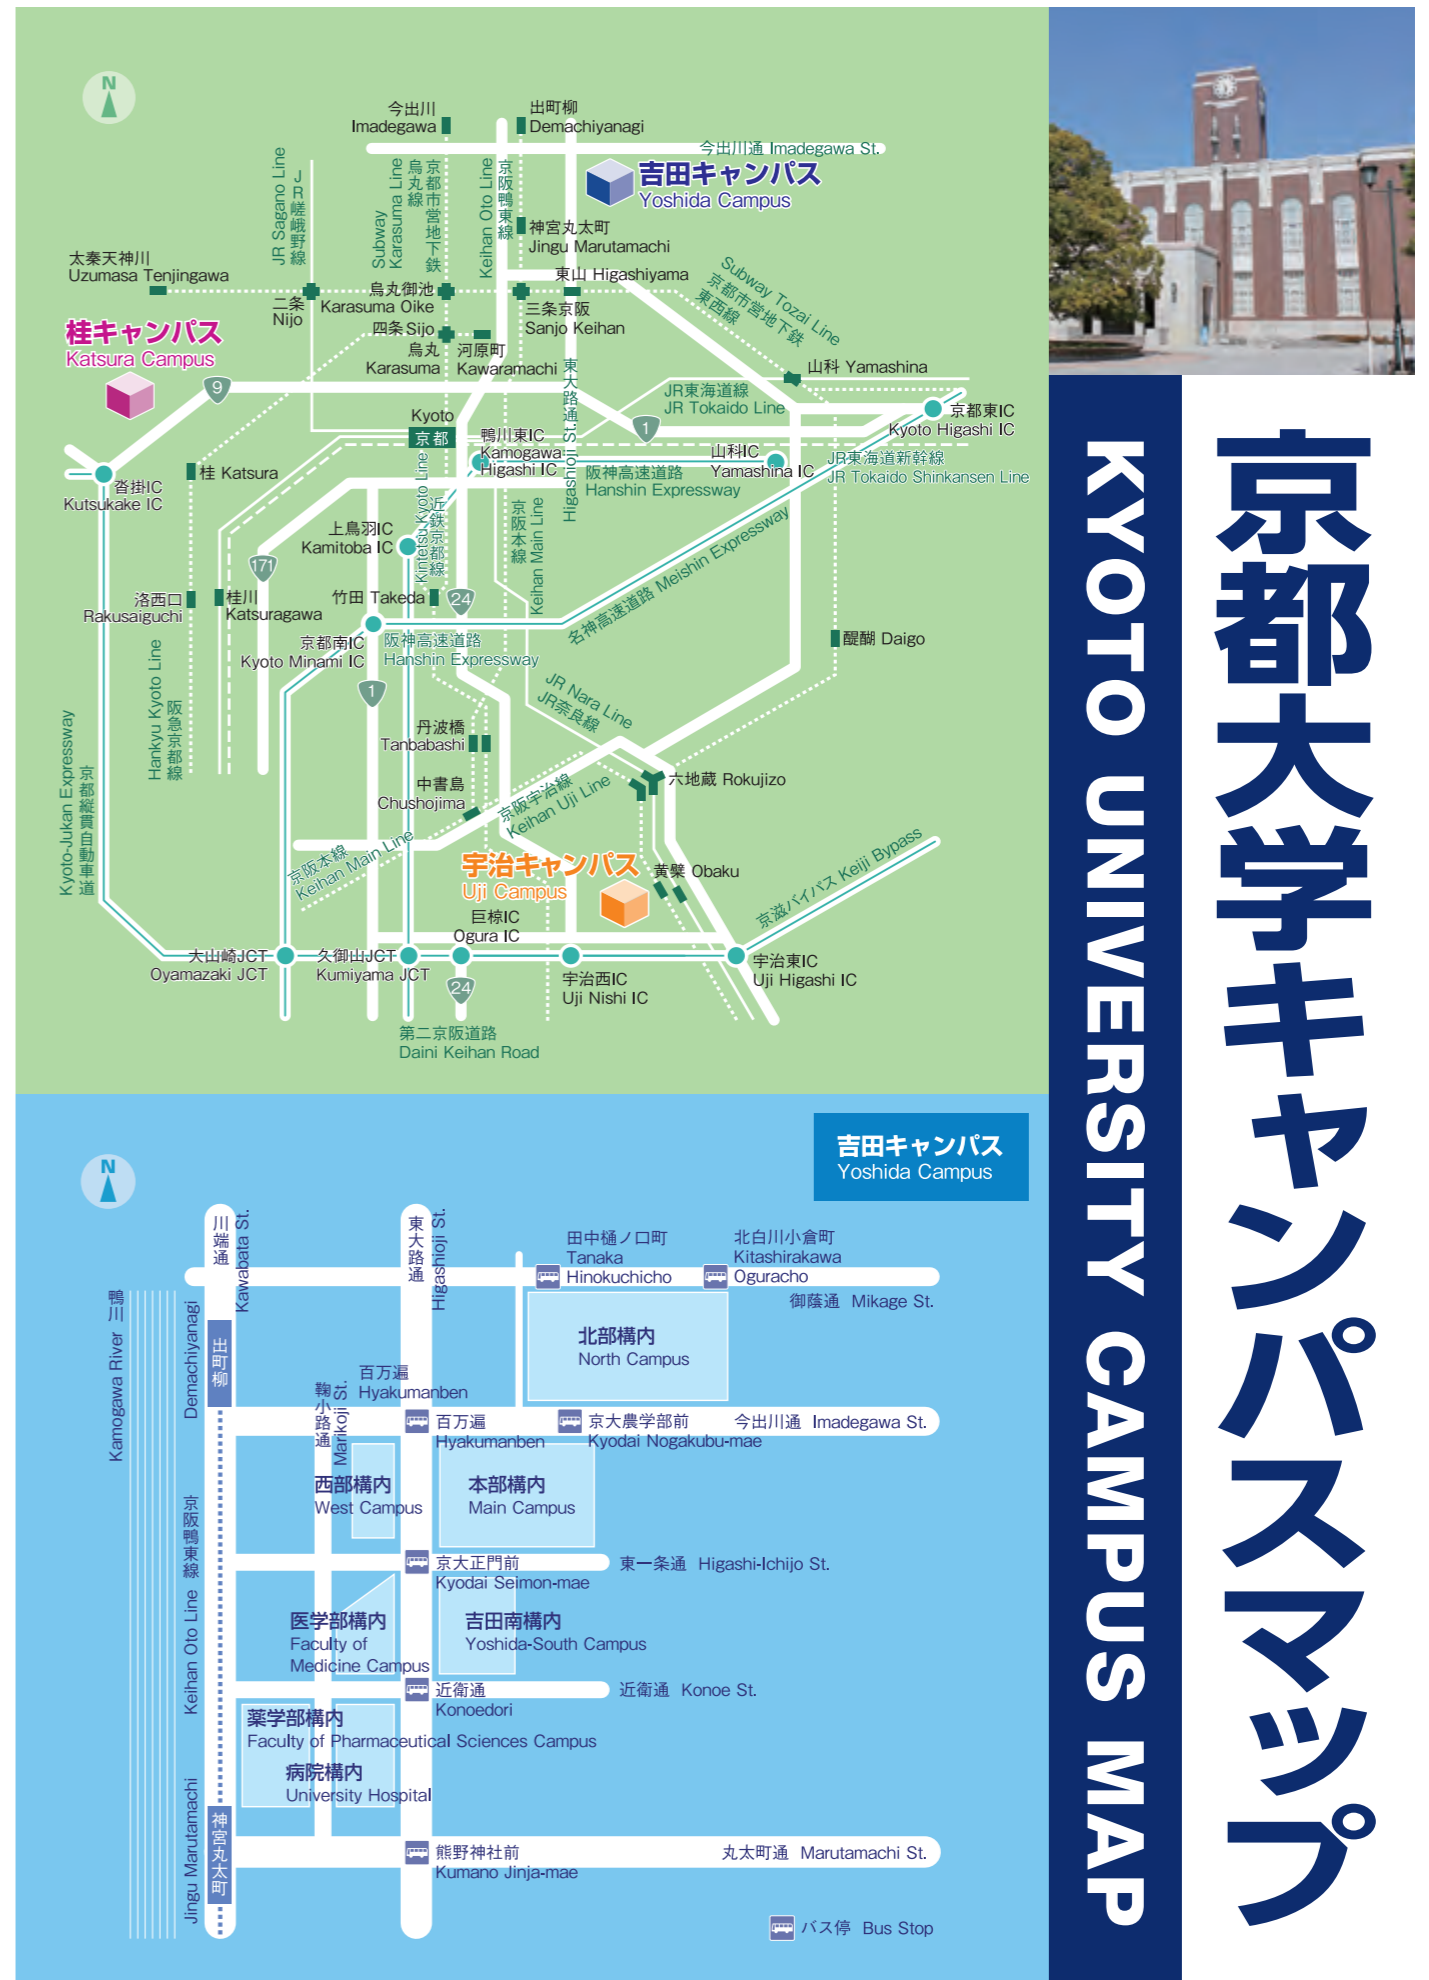 京都大学キャンパスマップ
KYOTO UNIVERSITY CAMPUS MAP
N
今出川
Imadegawa
出町柳
Demachiyanagi
今出川通 Imadegawa St.
吉田キャンパス
Yoshida Campus
JR Sagano Line
JR嵯峨野線
Subway
Karasuma Line
烏丸線
京都市営地下鉄
Keihan Oto Line
京阪鴨東線
神宮丸太町
Jingu Marutamachi
太秦天神川
Uzumasa Tenjingawa
東山 Higashiyama
Subway Tozai Line
京都市営地下鉄
東西線
二条
Nijo
烏丸御池
Karasuma Oike
三条京阪
Sanjo Keihan
四条 Sijo
烏丸
Karasuma
河原町
Kawaramachi
桂キャンパス
Katsura Campus
9
東大路通
Higashioji St.
山科 Yamashina
JR東海道線
JR Tokaido Line
1
京都東IC
Kyoto Higashi IC
Kyoto
京都
鴨川東IC
Kamogawa
Higashi IC
山科IC
Yamashina IC
阪神高速道路
Hanshin Expressway
JR東海道新幹線
JR Tokaido Shinkansen Line
桂 Katsura
沓掛IC
Kutsukake IC
Kintetsu Kyoto Line
近鉄京都線
京阪本線
Keihan Main Line
上鳥羽IC
Kamitoba IC
171
名神高速道路 Meishin Expressway
洛西口
Rakusaiguchi
桂川
Katsuragawa
竹田 Takeda
24
京都南IC
Kyoto Minami IC
阪神高速道路
Hanshin Expressway
醍醐 Daigo
Hankyu Kyoto Line
阪急京都線
1
JR Nara Line
JR奈良線
Kyoto-Jukan Expressway
京都縦貫自動車道
丹波橋
Tanbabashi
中書島
Chushojima
京阪宇治線
Keihan Uji Line
六地蔵 Rokujizo
京阪本線
Keihan Main Line
宇治キャンパス
Uji Campus
黄檗 Obaku
京滋バイパス Keiji Bypass
巨椋IC
Ogura IC
大山崎JCT
Oyamazaki JCT
久御山JCT
Kumiyama JCT
24
宇治西IC
Uji Nishi IC
宇治東IC
Uji Higashi IC
第二京阪道路
Daini Keihan Road
吉田キャンパス
Yoshida Campus
N
川端通
Kawabata St.
東大路通
Higashioji St.
田中樋ノ口町
Tanaka
Hinokuchicho
北白川小倉町
Kitashirakawa
Oguracho
御蔭通 Mikage St.
鴨川
Kamogawa River
Demachiyanagi
出町柳
北部構内
North Campus
百万遍
Hyakumanben
鞠小路通
Marikoji St.
百万遍
Hyakumanben
京大農学部前
Kyodai Nogakubu-mae
今出川通 Imadegawa St.
西部構内
West Campus
本部構内
Main Campus
京阪鴨東線
Keihan Oto Line
京大正門前
Kyodai Seimon-mae
東一条通 Higashi-Ichijo St.
医学部構内
Faculty of
Medicine Campus
吉田南構内
Yoshida-South Campus
近衛通
Konoedori
近衛通 Konoe St.
薬学部構内
Faculty of Pharmaceutical Sciences Campus
病院構内
University Hospital
Jingu Marutamachi
神宮丸太町
熊野神社前
Kumano Jinja-mae
丸太町通 Marutamachi St.
バス停 Bus Stop